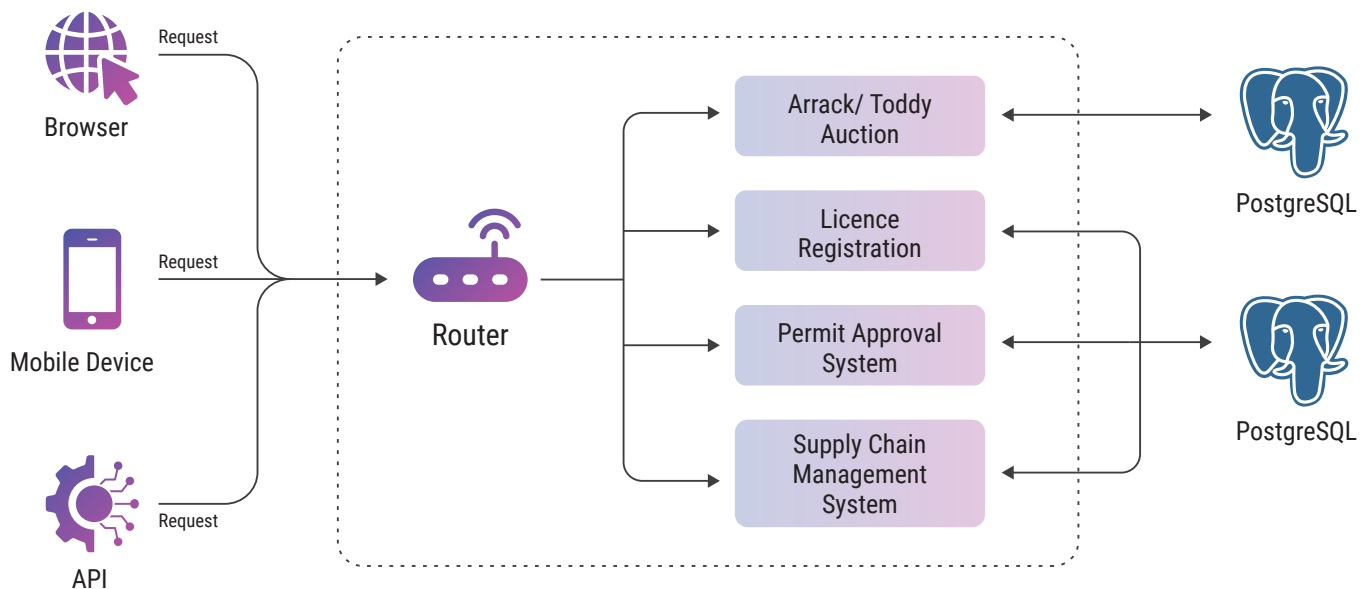 Request
Browser
Request
Mobile Device
Request
API
Router
Arrack/ Toddy
Auction
Licence
Registration
Permit Approval
System
Supply Chain
Management
System
PostgreSQL
PostgreSQL